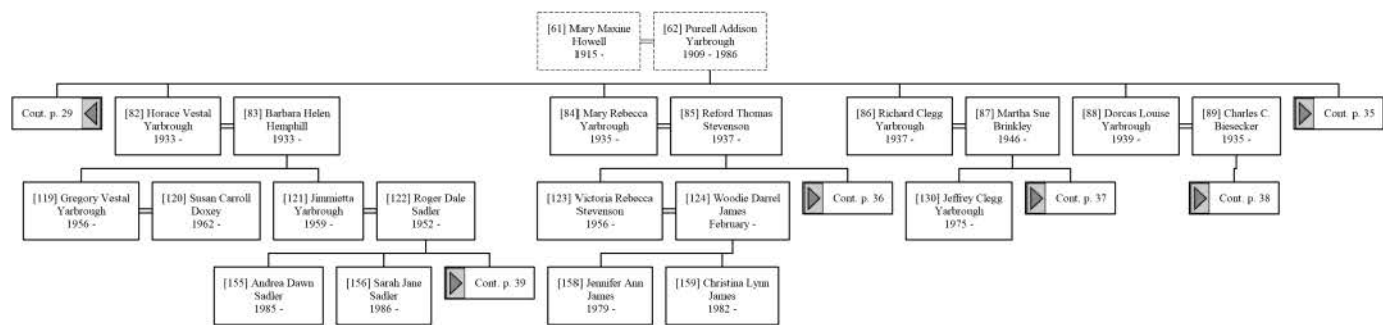 [61] Mary Maxine
Howell
1915 -
[62] Purcell Addison
Yarbrough
1909 - 1986
Cont. p. 29
[82] Horace Vestal
Yarbrough
1933 -
[83] Barbara Helen
Hemphill
1933 -
[84] Mary Rebecca
Yarbrough
1935 -
[85] Reford Thomas
Stevenson
1937 -
[86] Richard Clegg
Yarbrough
1937 -
[87] Martha Sue
Brinkley
1946 -
[88] Dorcas Louise
Yarbrough
1939 -
[89] Charles C.
Biesecker
1935 -
Cont. p. 35
[119] Gregory Vestal
Yarbrough
1956 -
[120] Susan Carroll
Doxey
1962 -
[121] Jimmietta
Yarbrough
1959 -
[122] Roger Dale
Sadler
1952 -
[123] Victoria Rebecca
Stevenson
1956 -
[124] Woodie Darrel
James
February -
Cont. p. 36
[130] Jeffrey Clegg
Yarbrough
1975 -
Cont. p. 37
Cont. p. 38
[155] Andrea Dawn
Sadler
1985 -
[156] Sarah Jane
Sadler
1986 -
Cont. p. 39
[158] Jennifer Ann
James
1979 -
[159] Christina Lynn
James
1982 -